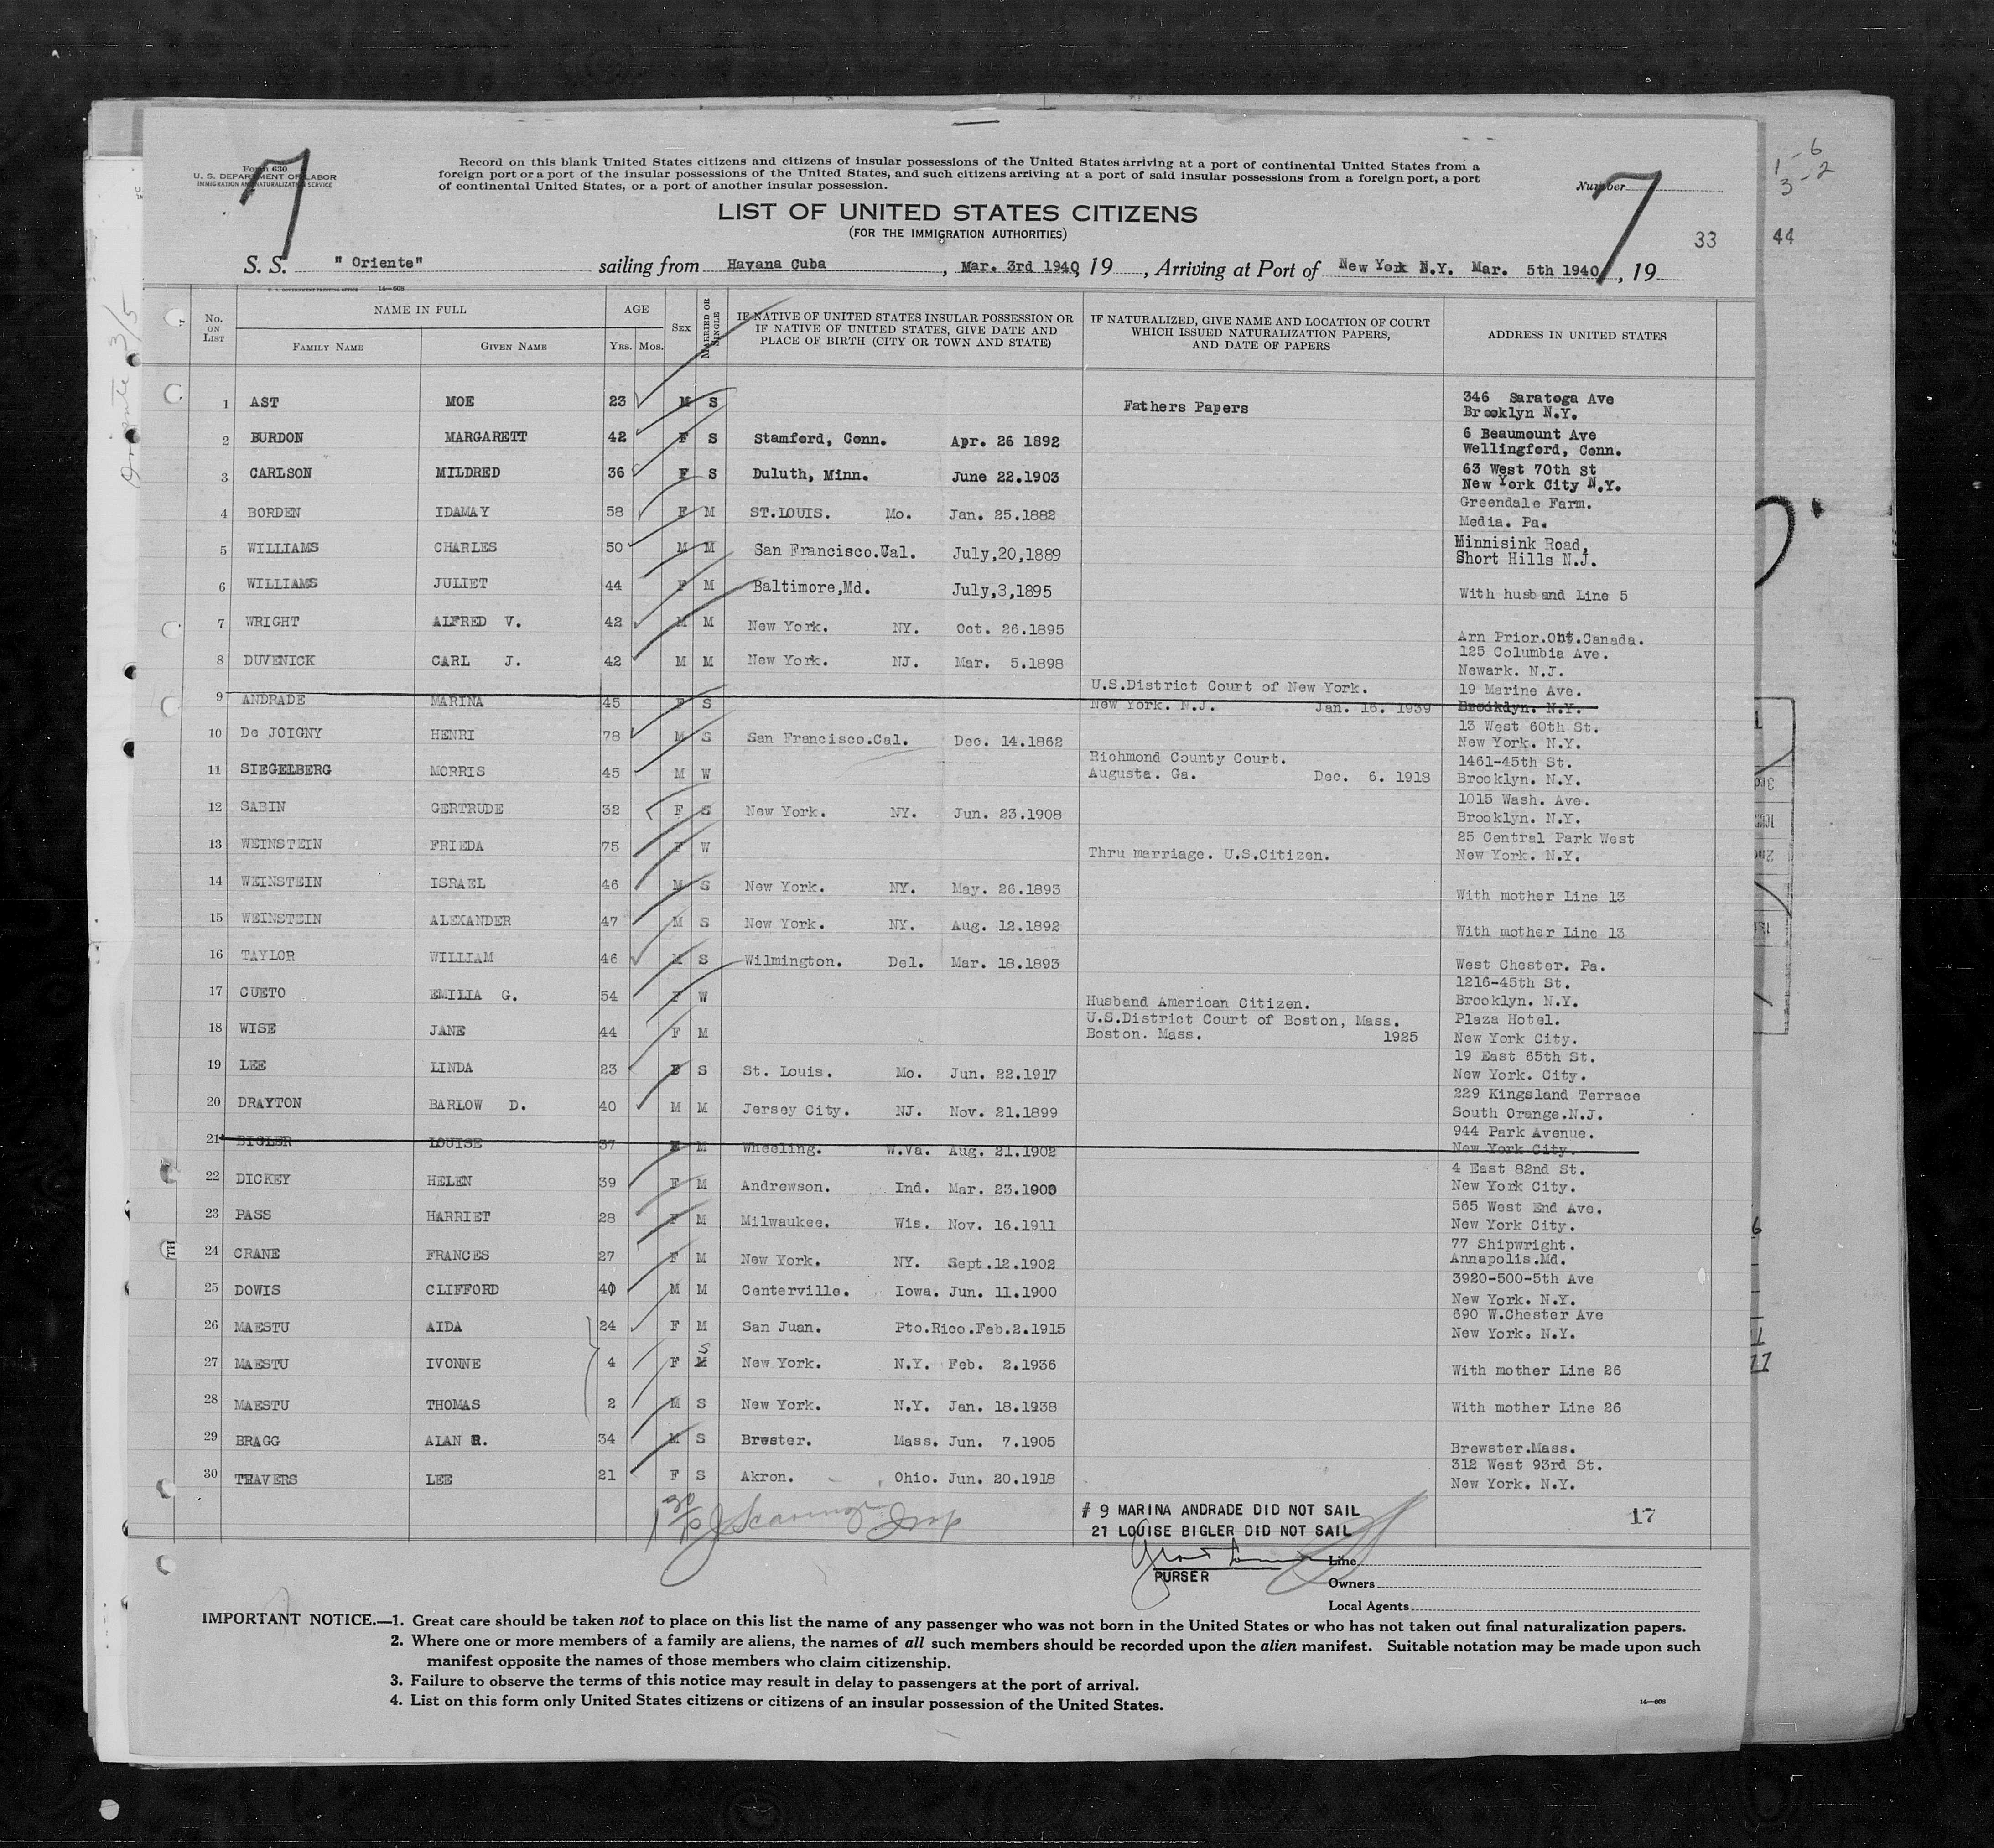 Form 630
U. S. DEPARTMENT OF LABOR
IMMIGRATION AND NATURALIZATION SERVICE
7
Record on this blank United States citizens and citizens of insular possessions of the United States arriving at a port of continental United States from a
foreign port or a port of the insular possessions of the United States, and such citizens arriving at a port of said insular possessions from a foreign port, a port
of continental United States, or a port of another insular possession.
Number
7
1 - 6
3 - 2
LIST OF UNITED STATES CITIZENS
(FOR THE IMMIGRATION AUTHORITIES)
33
44
S. S. "Oriente" sailing from Havana Cuba, Mar. 3rd 1940 19 , Arriving at Port of New York N.Y. Mar. 5th 1940, 19
14—608
No. ON LIST
NAME IN FULL
FAMILY NAME
GIVEN NAME
AGE
YRS.
MOS.
SEX
MARRIED OR SINGLE
IF NATIVE OF UNITED STATES INSULAR POSSESSION OR
IF NATIVE OF UNITED STATES, GIVE DATE AND
PLACE OF BIRTH (CITY OR TOWN AND STATE)
IF NATURALIZED, GIVE NAME AND LOCATION OF COURT
WHICH ISSUED NATURALIZATION PAPERS,
AND DATE OF PAPERS
ADDRESS IN UNITED STATES
1 AST MOE 23 M S Fathers Papers 346 Saratoga Ave
Brooklyn N.Y.
2 BURDON MARGARETT 42 F S Stamford, Conn. Apr. 26 1892 6 Beaumount Ave
Wellingford, Conn.
3 CARLSON MILDRED 36 F S Duluth, Minn. June 22.1903 63 West 70th St
New York City N.Y.
4 BORDEN IDAMAY 58 F M ST.LOUIS. Mo. Jan. 25.1882 Greendale Farm.
Media. Pa.
5 WILLIAMS CHARLES 50 M M San Francisco.Cal. July,20,1889 Minnisink Road,
Short Hills N.J.
6 WILLIAMS JULIET 44 F M Baltimore,Md. July,3,1895 With husband Line 5
7 WRIGHT ALFRED V. 42 M M New York. NY. Oct. 26.1895 Arn Prior.Ont.Canada.
8 DUVENICK CARL J. 42 M M New York. NJ. Mar. 5.1898 125 Columbia Ave.
Newark. N.J.
9 ANDRADE MARINA 45 F S U.S.District Court of New York.
New York. N.J. Jan. 16. 1939 19 Marine Ave.
Brooklyn. N.Y.
10 De JOIGNY HENRI 78 M S San Francisco.Cal. Dec. 14.1862 13 West 60th St.
New York. N.Y.
11 SIEGELBERG MORRIS 45 M W Richmond County Court.
Augusta. Ga. Dec. 6. 1918 1461-45th St.
Brooklyn. N.Y.
12 SABIN GERTRUDE 32 F S New York. NY. Jun. 23.1908 1015 Wash. Ave.
Brooklyn. N.Y.
13 WEINSTEIN FRIEDA 75 F W Thru marriage. U.S.Citizen. 25 Central Park West
New York. N.Y.
14 WEINSTEIN ISRAEL 46 M S New York. NY. May. 26.1893 With mother Line 13
15 WEINSTEIN ALEXANDER 47 M S New York. NY. Aug. 12.1892 With mother Line 13
16 TAYLOR WILLIAM 46 M S Wilmington. Del. Mar. 18.1893 West Chester. Pa.
17 CUETO EMILIA G. 54 F W Husband American Citizen. 1216-45th St.
Brooklyn. N.Y.
18 WISE JANE 44 F M U.S.District Court of Boston, Mass.
Boston. Mass. 1925 Plaza Hotel.
New York City.
19 LEE LINDA 23 F S St. Louis. Mo. Jun. 22.1917 19 East 65th St.
New York. City.
20 DRAYTON BARLOW D. 40 M M Jersey City. NJ. Nov. 21.1899 229 Kingsland Terrace
South Orange.N.J.
21 BIGLER LOUISE 37 F M Wheeling. W.Va. Aug. 21.1902 944 Park Avenue.
New York City.
22 DICKEY HELEN 39 F M Andrewson. Ind. Mar. 23.1900 4 East 82nd St.
New York City.
23 PASS HARRIET 28 F M Milwaukee. Wis. Nov. 16.1911 565 West End Ave.
New York City.
24 CRANE FRANCES 27 F M New York. NY. Sept.12.1902 77 Shipwright.
Annapolis.Md.
25 DOWIS CLIFFORD 40 M M Centerville. Iowa. Jun. 11.1900 3920-500-5th Ave
New York. N.Y.
26 MAESTU AIDA 24 F M San Juan. Pto.Rico.Feb.2.1915 690 W.Chester Ave
New York. N.Y.
27 MAESTU IVONNE 4 F S New York. N.Y. Feb. 2.1936 With mother Line 26
28 MAESTU THOMAS 2 M S New York. N.Y. Jan. 18.1938 With mother Line 26
29 BRAGG ALAN R. 34 M S Brester. Mass. Jun. 7.1905 Brewster.Mass.
30 TRAVERS LEE 21 F S Akron. Ohio. Jun. 20.1918 312 West 93rd St.
New York. N.Y.
# 9 MARINA ANDRADE DID NOT SAIL
21 LOUISE BIGLER DID NOT SAIL
17
PURSER
Line
Owners
Local Agents
IMPORTANT NOTICE.—1. Great care should be taken not to place on this list the name of any passenger who was not born in the United States or who has not taken out final naturalization papers.
2. Where one or more members of a family are aliens, the names of all such members should be recorded upon the alien manifest. Suitable notation may be made upon such
manifest opposite the names of those members who claim citizenship.
3. Failure to observe the terms of this notice may result in delay to passengers at the port of arrival.
4. List on this form only United States citizens or citizens of an insular possession of the United States.
14—608
Oriente 3/5